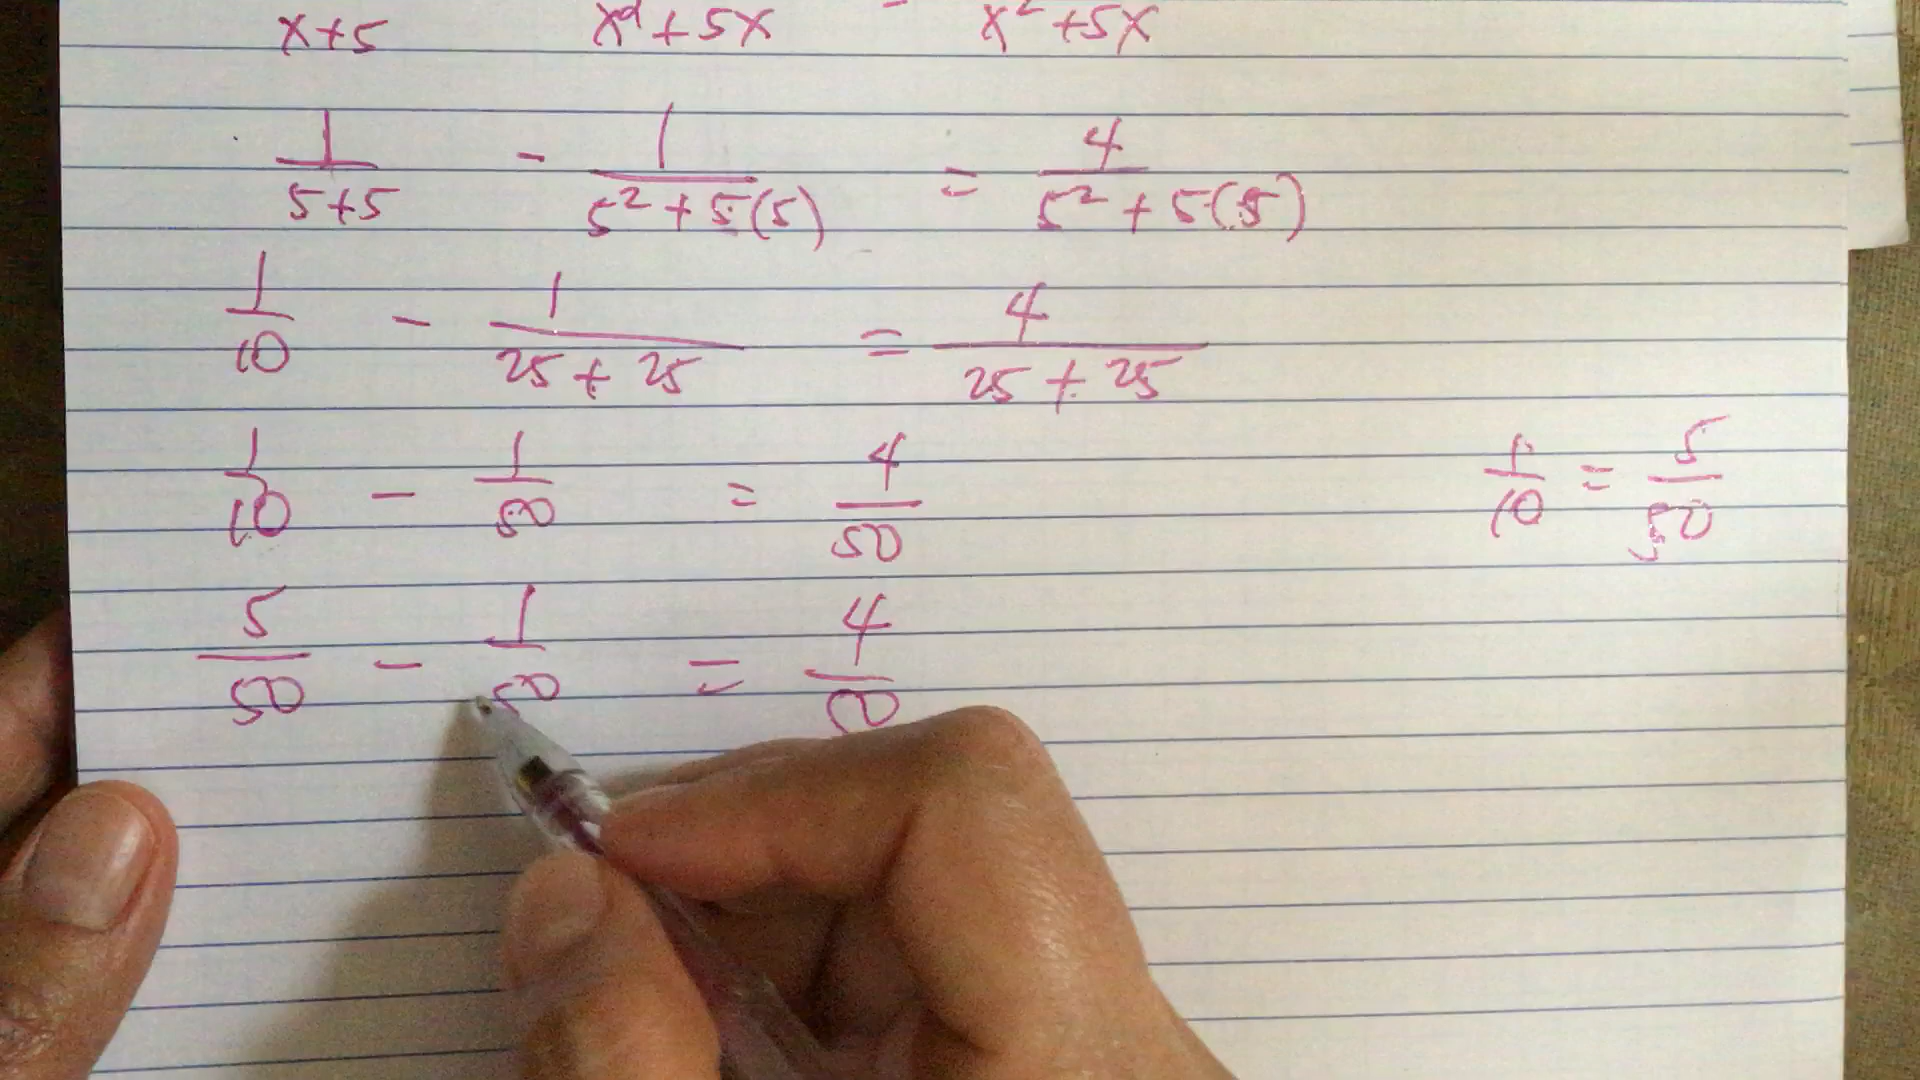 x+5 x²+5x - x²+5x
1/(5+5) - 1/(5²+5(5)) = 4/(5²+5(5))
1/10 - 1/(25+25) = 4/(25+25)
1/10 - 1/50 = 4/50 1/10 = 5/50
5/50 - 1/50 = 4/50